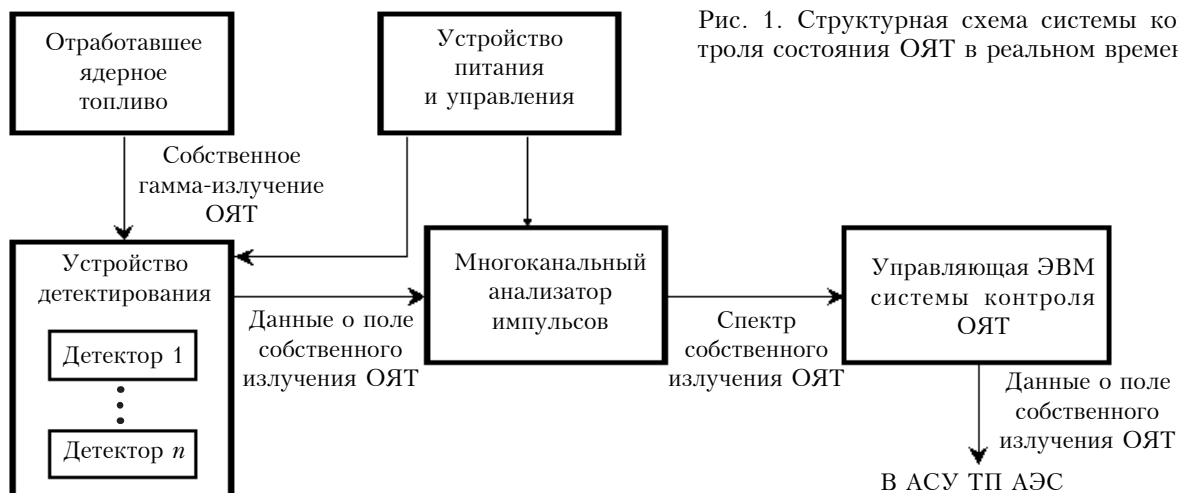 Отработавшее
ядерное
топливо
Устройство
питания
и управления
Рис. 1. Структурная схема системы ко
троля состояния ОЯТ в реальном времен
Собственное
гамма-излучение
ОЯТ
Устройство
детектирования
Детектор 1
Детектор n
Данные о поле
собственного
излучения ОЯТ
Многоканальный
анализатор
импульсов
Спектр
собственного
излучения ОЯТ
Управляющая ЭВМ
системы контроля
ОЯТ
Данные о поле
собственного
излучения ОЯТ
В АСУ ТП АЭС